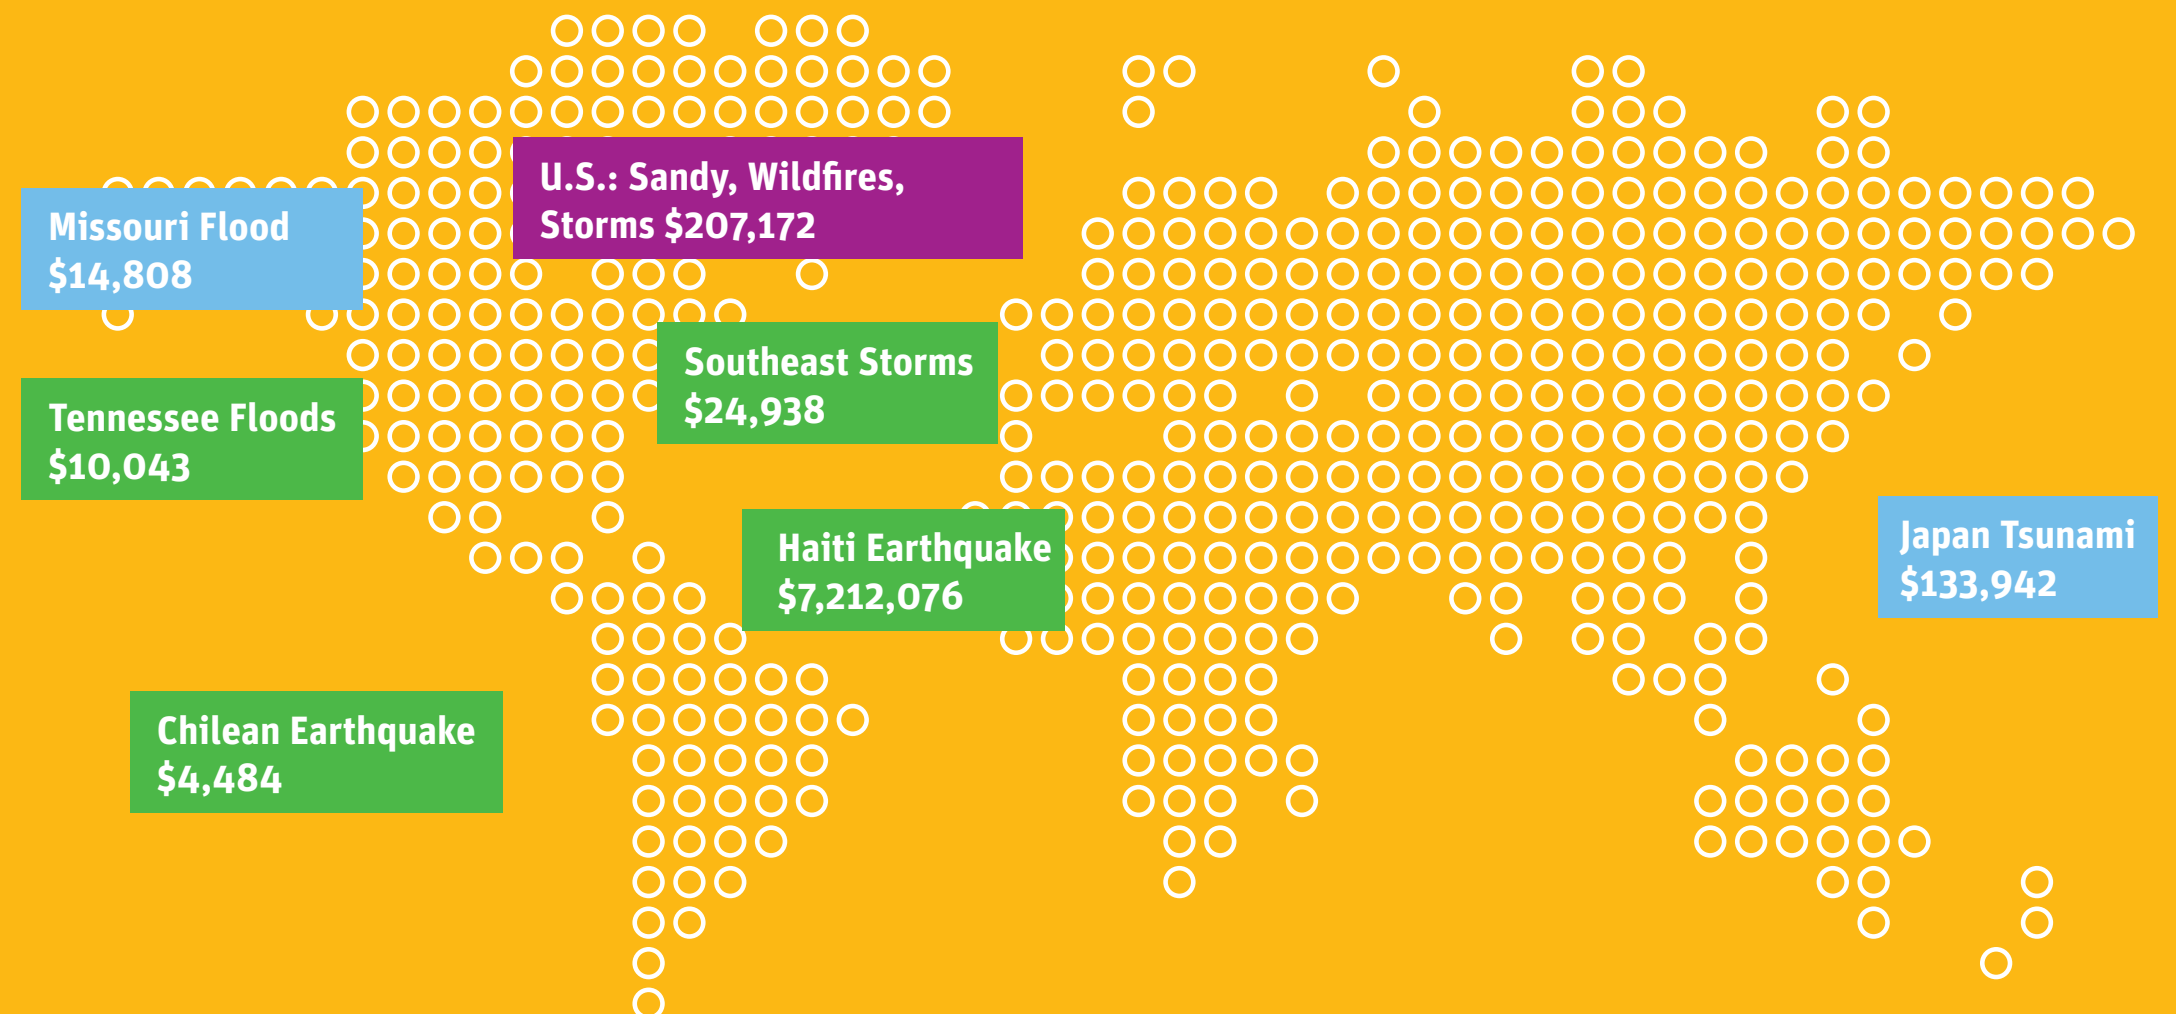 U.S.: Sandy, Wildfires,
Storms $207,172
Missouri Flood
$14,808
Southeast Storms
$24,938
Tennessee Floods
$10,043
Haiti Earthquake
$7,212,076
Japan Tsunami
$133,942
Chilean Earthquake
$4,484